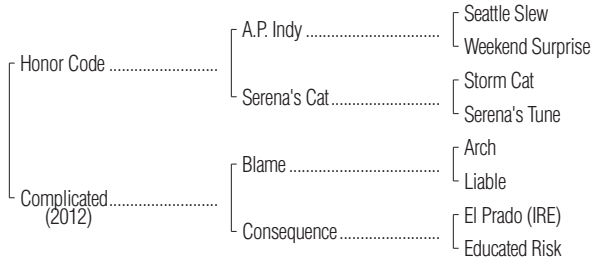 Seattle Slew
A.P. Indy ................................
Weekend Surprise
Honor Code ..........................
Storm Cat
Serena's Cat..........................
Serena's Tune
Arch
Blame ....................................
Liable
Complicated..........................
(2012)
El Prado (IRE)
Consequence........................
Educated Risk